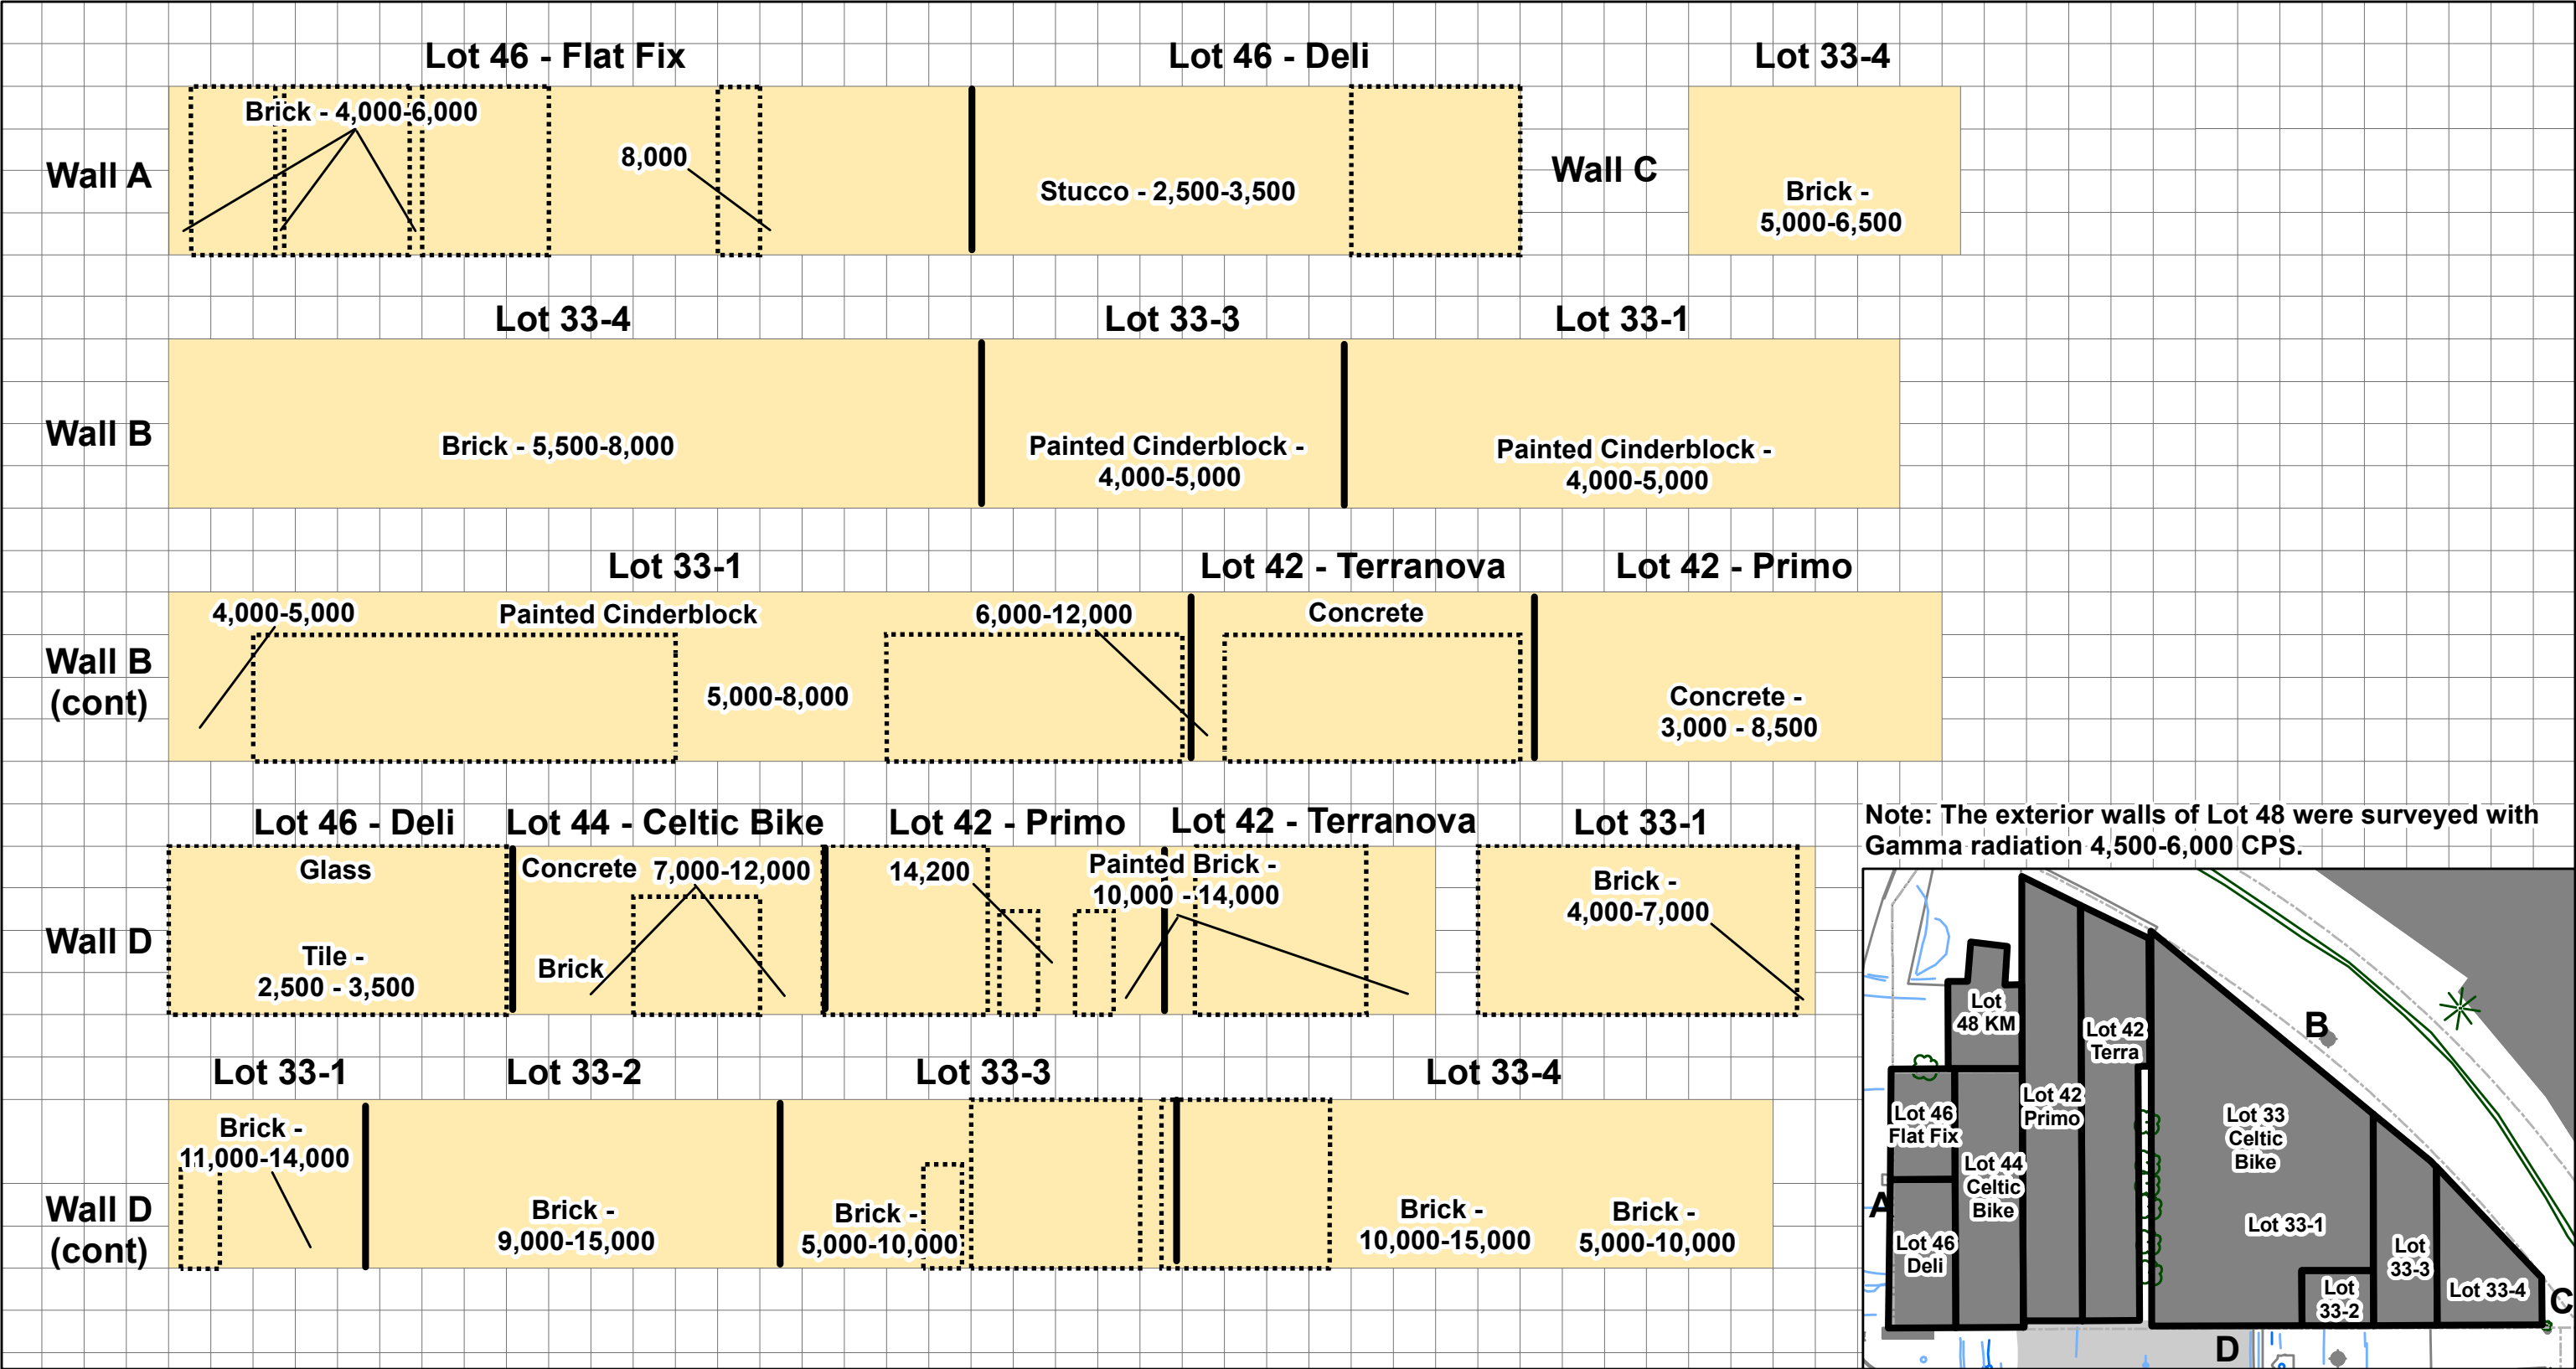 Lot 46 - Flat Fix
Lot 46 - Deli
Lot 33-4
Wall A
Brick - 4,000-6,000
8,000
Stucco - 2,500-3,500
Wall C
Brick -
5,000-6,500
Lot 33-4
Lot 33-3
Lot 33-1
Wall B
Brick - 5,500-8,000
Painted Cinderblock -
4,000-5,000
Painted Cinderblock -
4,000-5,000
Lot 33-1
Lot 42 - Terranova
Lot 42 - Primo
Wall B
(cont)
4,000-5,000
Painted Cinderblock
6,000-12,000
Concrete
5,000-8,000
Concrete -
3,000 - 8,500
Lot 46 - Deli
Lot 44 - Celtic Bike
Lot 42 - Primo
Lot 42 - Terranova
Lot 33-1
Wall D
Glass
Tile -
2,500 - 3,500
Concrete
7,000-12,000
Brick
14,200
Painted Brick -
10,000 - 14,000
Brick -
4,000-7,000
Lot 33-1
Lot 33-2
Lot 33-3
Lot 33-4
Wall D
(cont)
Brick -
11,000-14,000
Brick -
9,000-15,000
Brick -
5,000-10,000
Brick -
10,000-15,000
Brick -
5,000-10,000
Note: The exterior walls of Lot 48 were surveyed with
Gamma radiation 4,500-6,000 CPS.
Lot
48 KM
Lot 42
Terra
B
Lot 46
Flat Fix
Lot 42
Primo
Lot 33
Celtic
Bike
Lot 44
Celtic
Bike
A
Lot 33-1
Lot 46
Deli
Lot
33-3
Lot
33-2
Lot 33-4
C
D